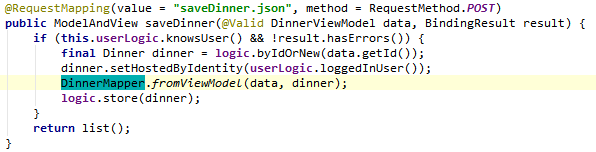 @RequestMapping(value = "saveDinner.json", method = RequestMethod.POST)
public ModelAndView saveDinner(@Valid DinnerViewModel data, BindingResult result) {
    if (this.userLogic.knowsUser() && !result.hasErrors()) {
        final Dinner dinner = logic.byIdOrNew(data.getId());
        dinner.setHostedByIdentity(userLogic.loggedInUser());
        DinnerMapper.fromViewModel(data, dinner);
        logic.store(dinner);
    }
    return list();
}